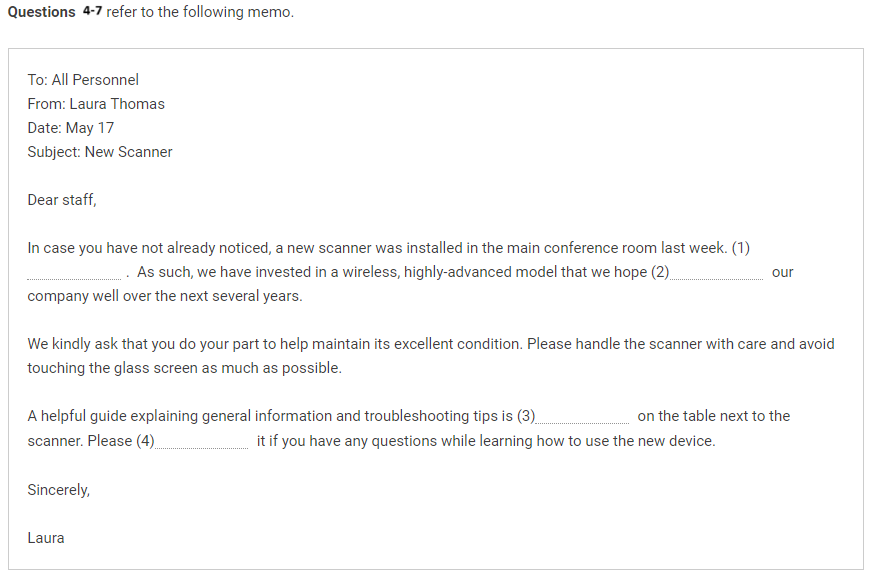 Questions 4-7 refer to the following memo.
To: All Personnel
From: Laura Thomas
Date: May 17
Subject: New Scanner
Dear staff,
In case you have not already noticed, a new scanner was installed in the main conference room last week. (1)
. As such, we have invested in a wireless, highly-advanced model that we hope (2) our
company well over the next several years.
We kindly ask that you do your part to help maintain its excellent condition. Please handle the scanner with care and avoid
touching the glass screen as much as possible.
A helpful guide explaining general information and troubleshooting tips is (3) on the table next to the
scanner. Please (4) it if you have any questions while learning how to use the new device.
Sincerely,
Laura